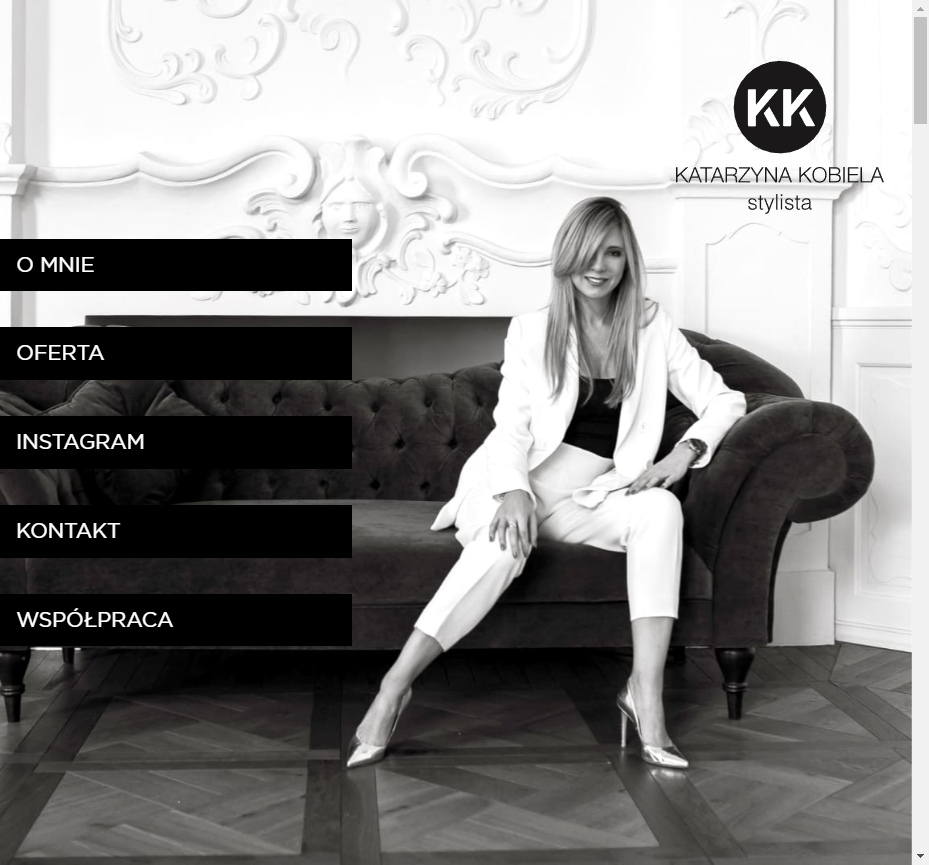 KK
KATARZYNA KOBIELA
stylista
O MNIE
OFERTA
INSTAGRAM
KONTAKT
WSPÓŁPRACA